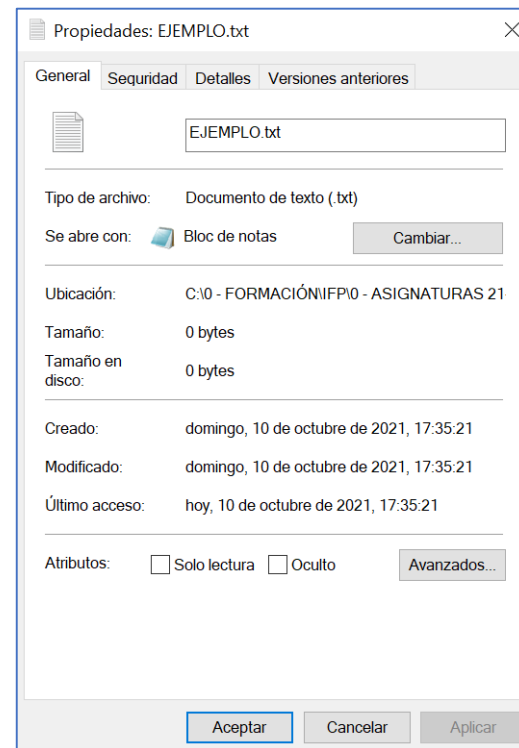 Propiedades: EJEMPLO.txt
General Seguridad Detalles Versiones anteriores
EJEMPLO.txt
Tipo de archivo: Documento de texto (.txt)
Se abre con: Bloc de notas Cambiar...
Ubicación: C:\0 - FORMACIÓN\IFP\0 - ASIGNATURAS 21
Tamaño: 0 bytes
Tamaño en
disco: 0 bytes
Creado: domingo, 10 de octubre de 2021, 17:35:21
Modificado: domingo, 10 de octubre de 2021, 17:35:21
Último acceso: hoy, 10 de octubre de 2021, 17:35:21
Atributos: Solo lectura Oculto Avanzados...
Aceptar Cancelar Aplicar